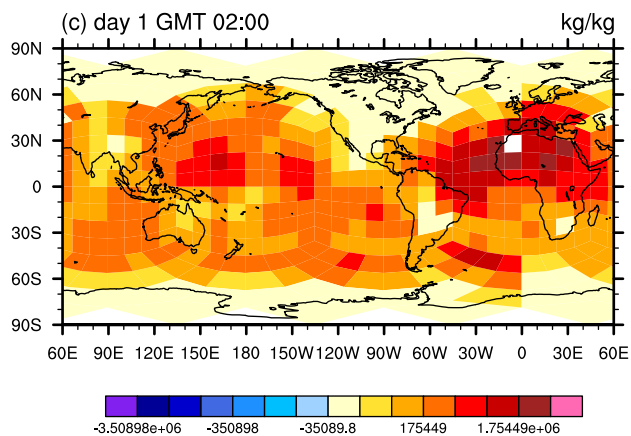 (c) day 1 GMT 02:00 kg/kg
90N
60N
30N
0
30S
60S
90S
60E 90E 120E 150E 180 150W 120W 90W 60W 30W 0 30E 60E
-3.50898e+06 -350898 -35089.8 175449 1.75449e+06